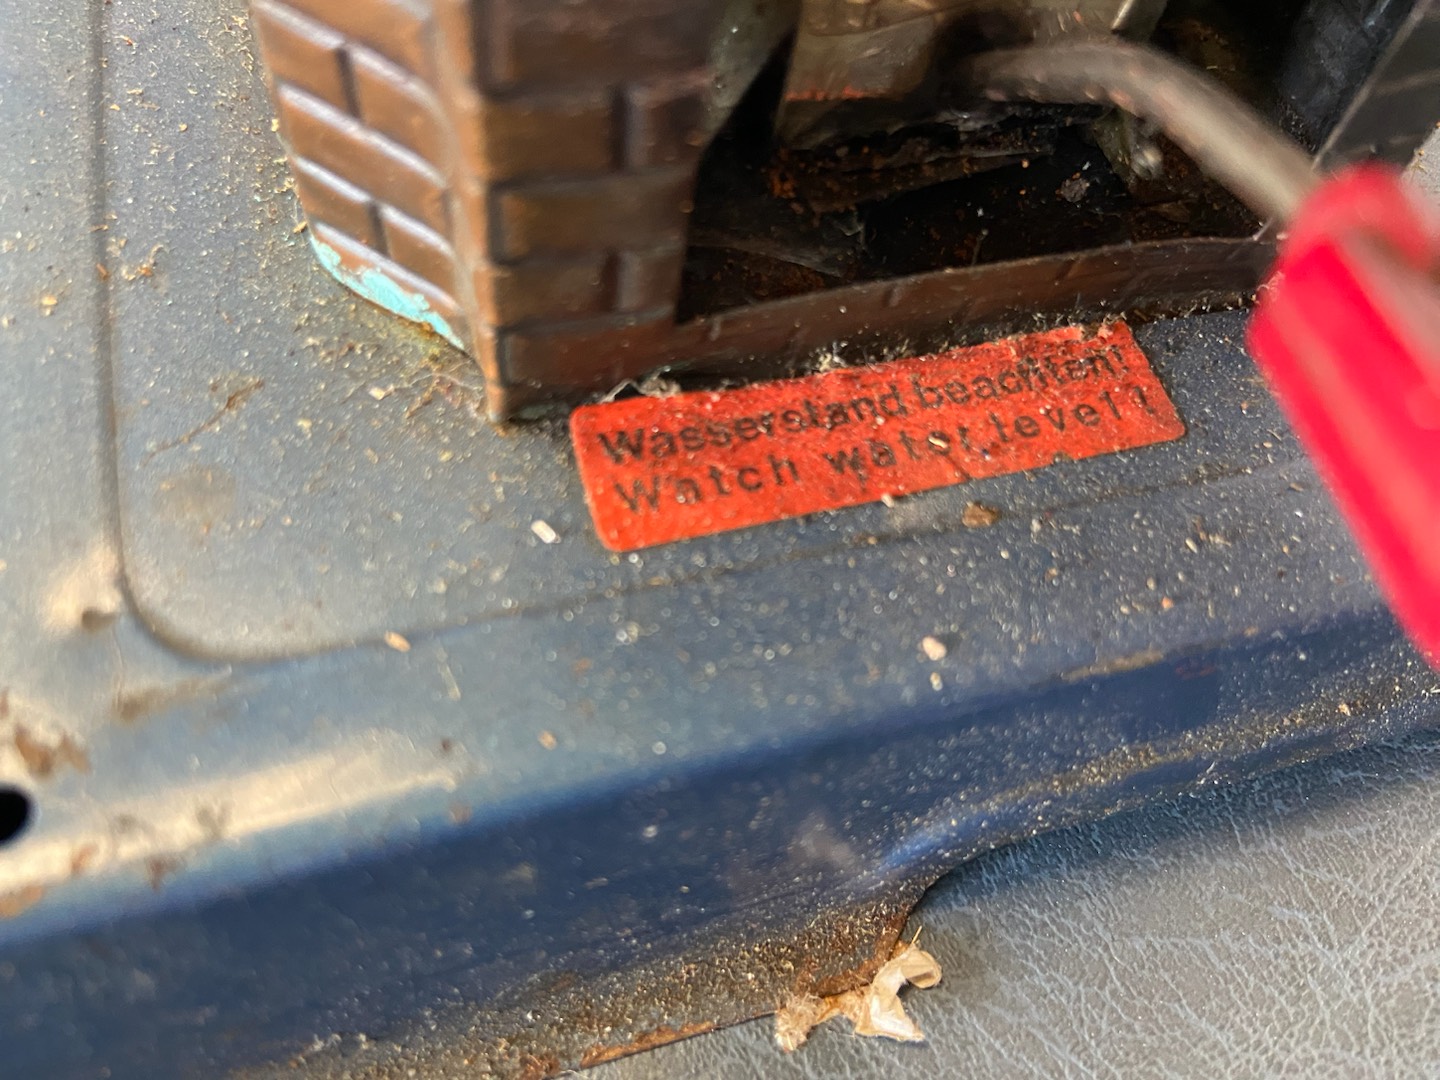 Wasserstand beachten!
Watch water level!